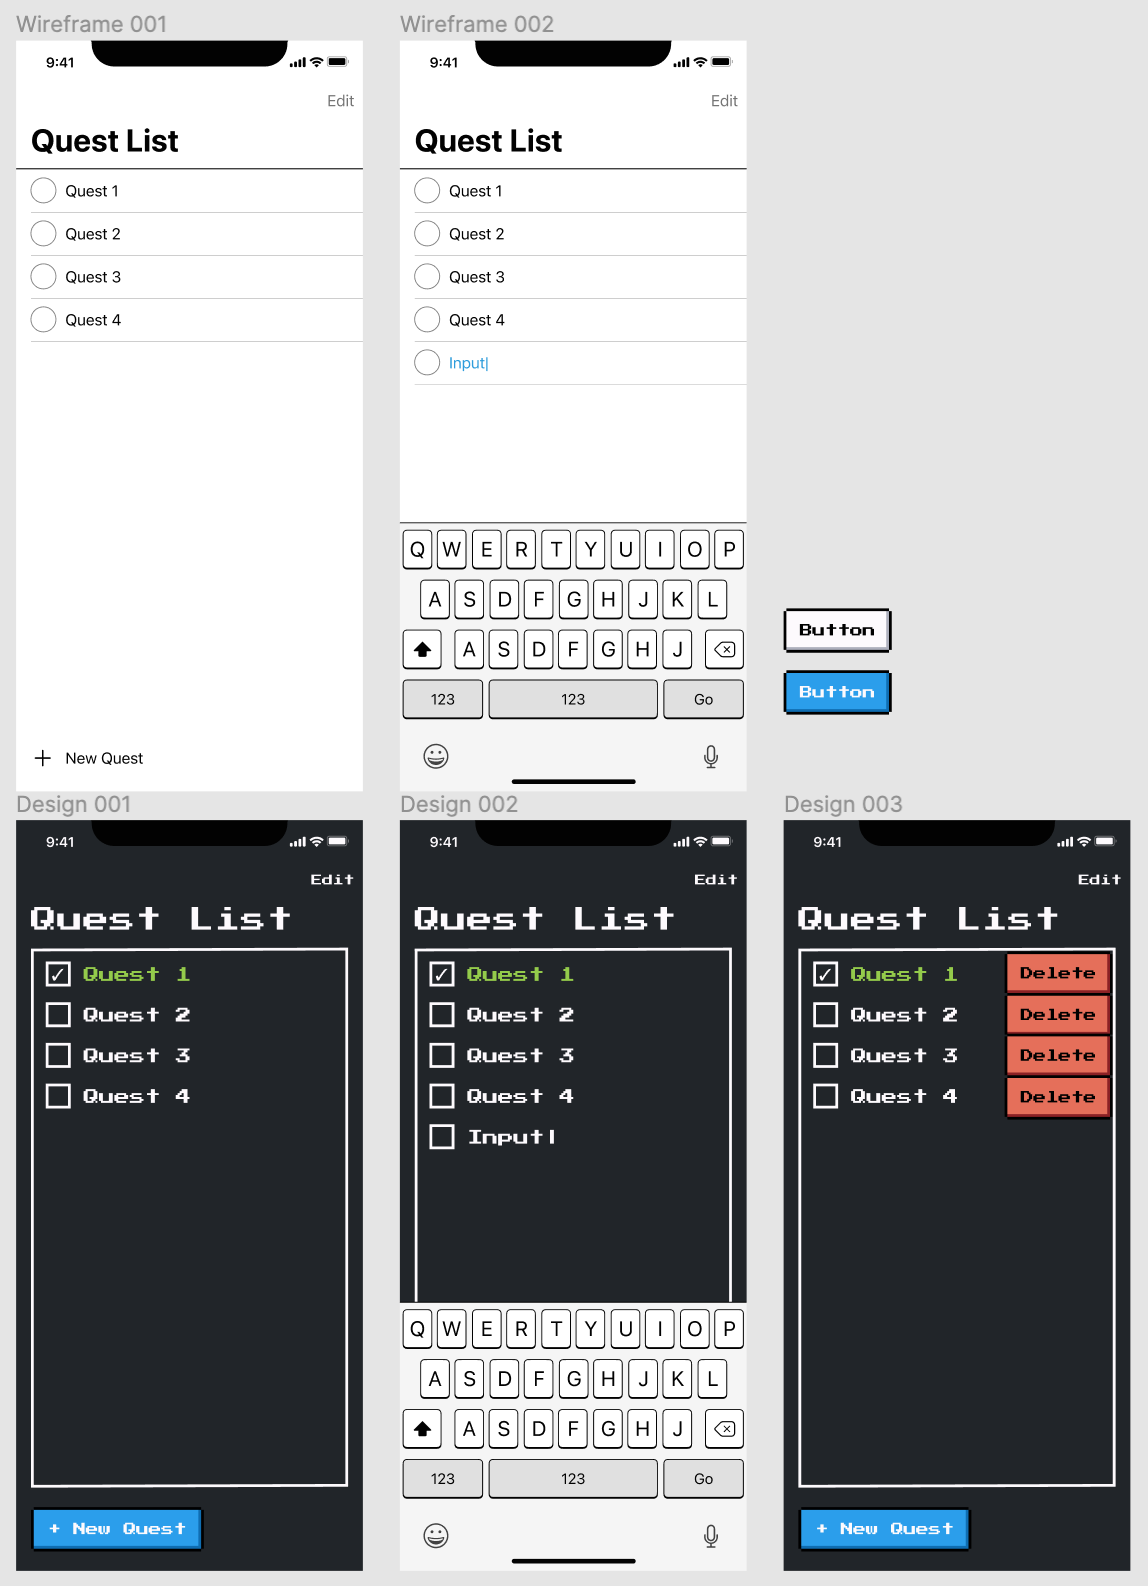 Wireframe 001
9:41
Edit
Quest List
Quest 1
Quest 2
Quest 3
Quest 4
New Quest
Wireframe 002
9:41
Edit
Quest List
Quest 1
Quest 2
Quest 3
Quest 4
Input|
Q W E R T Y U I O P
A S D F G H J K L
A S D F G H J
123 123 Go
Button
Button
Design 001
9:41
Edit
Quest List
Quest 1
Quest 2
Quest 3
Quest 4
+ New Quest
Design 002
9:41
Edit
Quest List
Quest 1
Quest 2
Quest 3
Quest 4
Input|
Q W E R T Y U I O P
A S D F G H J K L
A S D F G H J
123 123 Go
Design 003
9:41
Edit
Quest List
Quest 1 Delete
Quest 2 Delete
Quest 3 Delete
Quest 4 Delete
+ New Quest